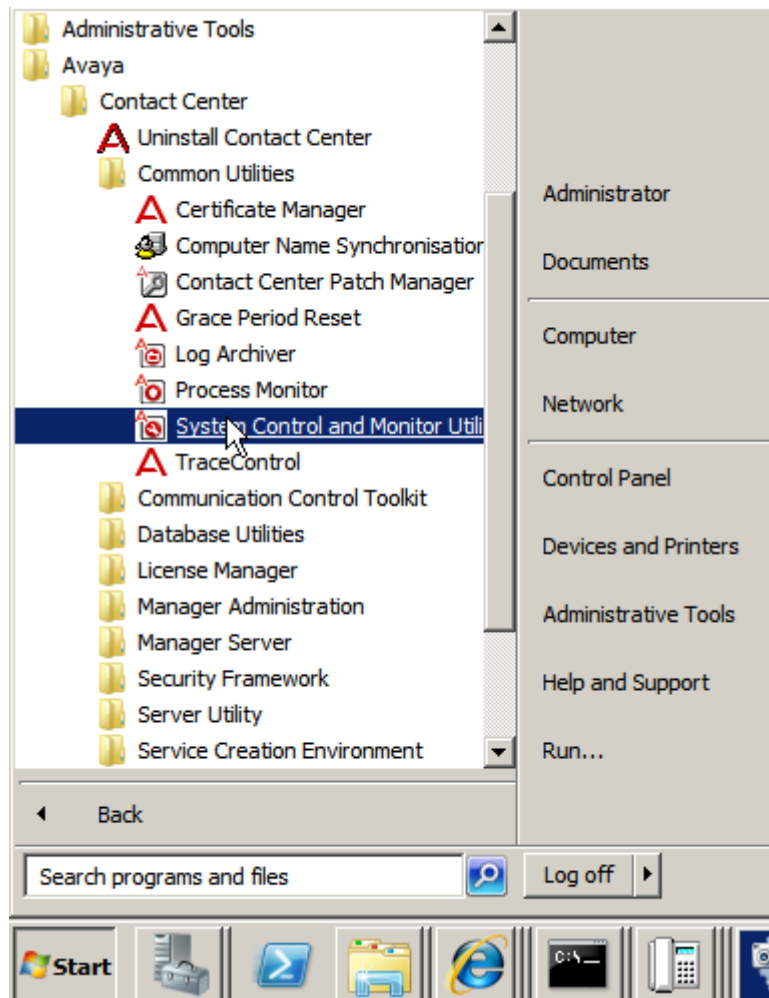 Administrative Tools
Avaya
Contact Center
Uninstall Contact Center
Common Utilities
Certificate Manager
Computer Name Synchronisation
Contact Center Patch Manager
Grace Period Reset
Log Archiver
Process Monitor
System Control and Monitor Utili
TraceControl
Communication Control Toolkit
Database Utilities
License Manager
Manager Administration
Manager Server
Security Framework
Server Utility
Service Creation Environment
Back
Search programs and files
Administrator
Documents
Computer
Network
Control Panel
Devices and Printers
Administrative Tools
Help and Support
Run...
Log off
Start
C:\_